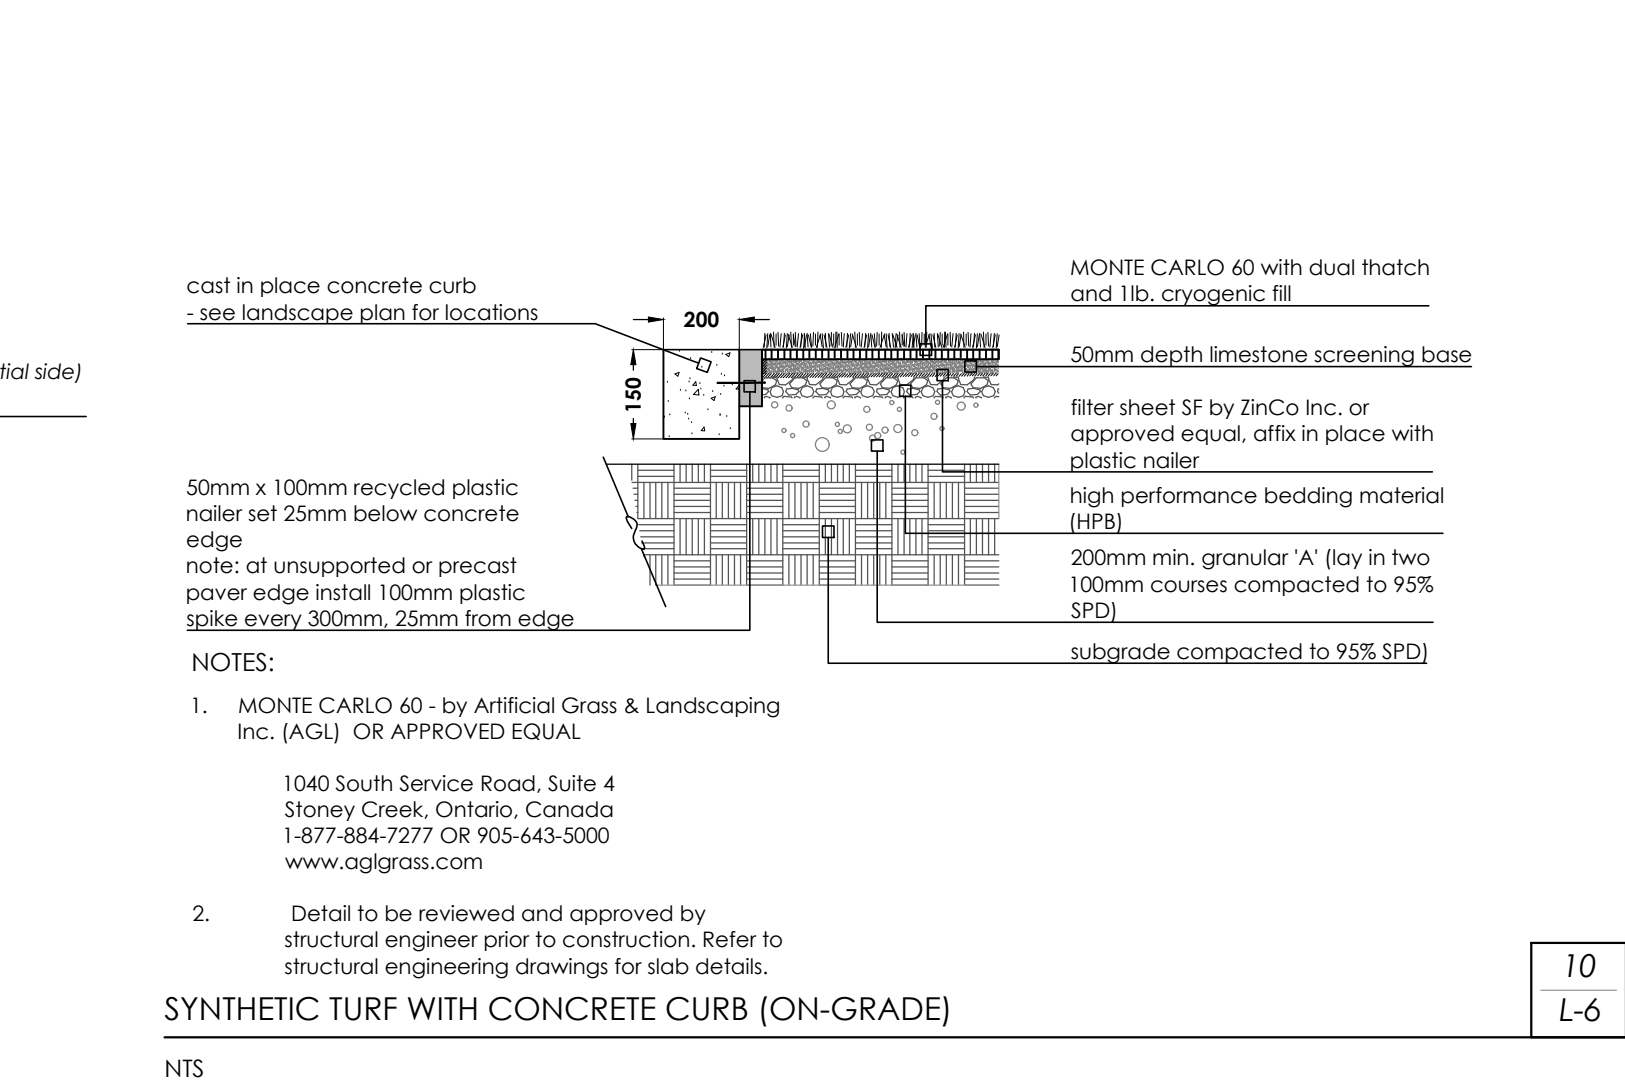 cast in place concrete curb
- see landscape plan for locations
tial side)
50mm x 100mm recycled plastic
nailer set 25mm below concrete
edge
note: at unsupported or precast
paver edge install 100mm plastic
spike every 300mm, 25mm from edge
200
150
MONTE CARLO 60 with dual thatch
and 1lb. cryogenic fill
50mm depth limestone screening base
filter sheet SF by ZinCo Inc. or
approved equal, affix in place with
plastic nailer
high performance bedding material
(HPB)
200mm min. granular 'A' (lay in two
100mm courses compacted to 95%
SPD)
subgrade compacted to 95% SPD)
NOTES:
1. MONTE CARLO 60 - by Artificial Grass & Landscaping
Inc. (AGL) OR APPROVED EQUAL
1040 South Service Road, Suite 4
Stoney Creek, Ontario, Canada
1-877-884-7277 OR 905-643-5000
www.aglgrass.com
2. Detail to be reviewed and approved by
structural engineer prior to construction. Refer to
structural engineering drawings for slab details.
SYNTHETIC TURF WITH CONCRETE CURB (ON-GRADE)
NTS
10
L-6